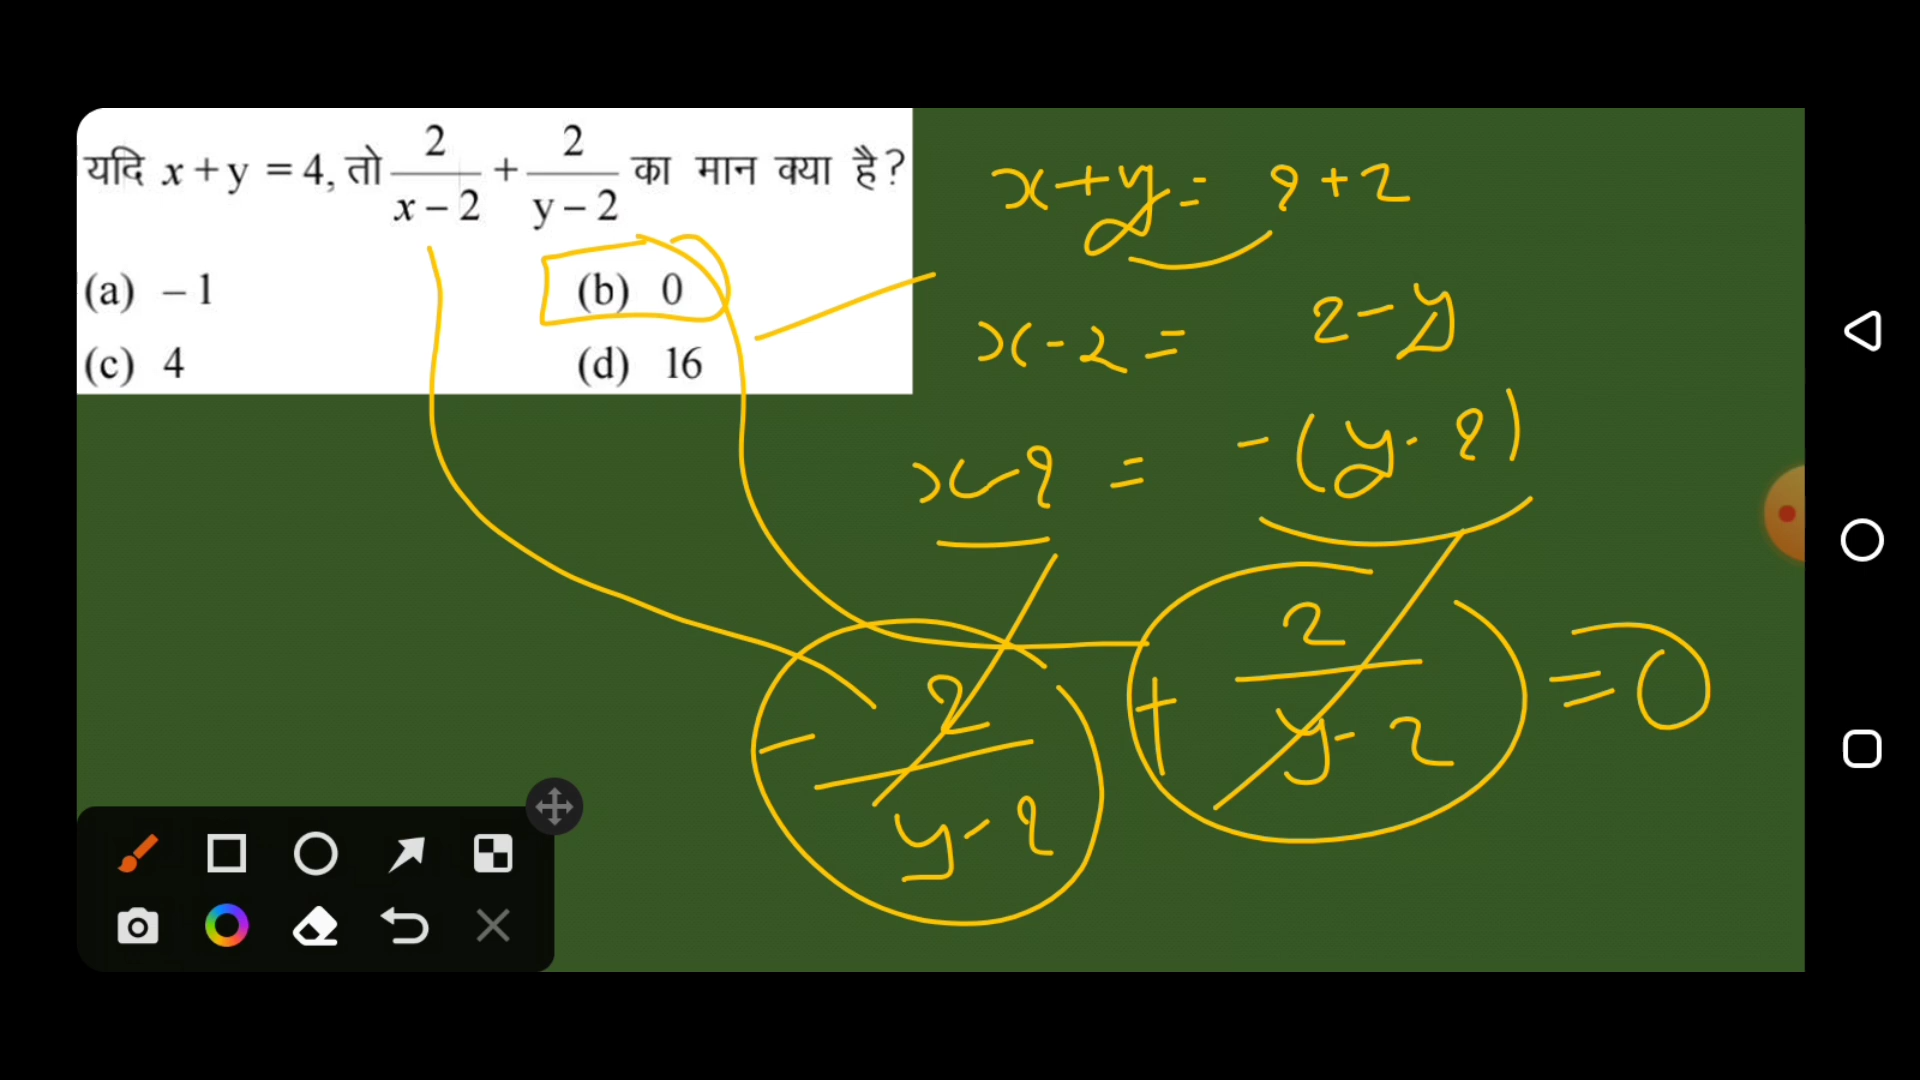 यदि x + y = 4, तो 2/(x – 2) + 2/(y – 2) का मान क्या है?
(a) – 1 (b) 0
(c) 4 (d) 16
x+y = 2+2
x-2 = 2-y
x-2 = -(y-2)
- 2/(y-2) + 2/(y-2) = 0